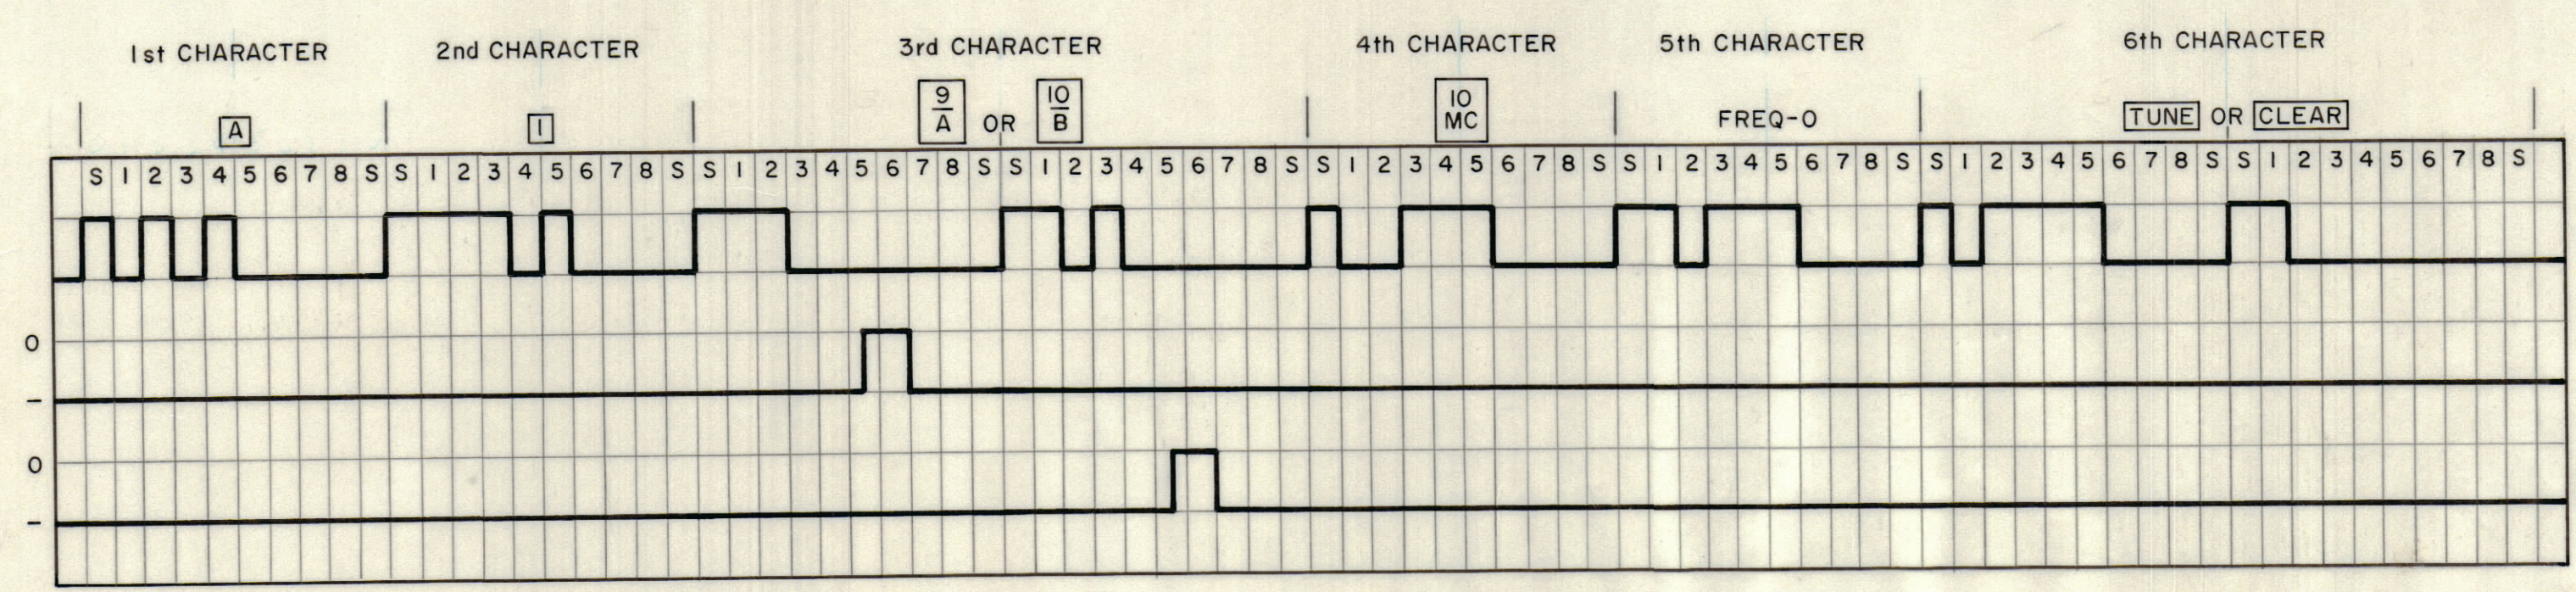 1st CHARACTER 2nd CHARACTER 3rd CHARACTER 4th CHARACTER 5th CHARACTER 6th CHARACTER
A 1 9/A OR 10/B 10 MC FREQ-0 TUNE OR CLEAR
S 1 2 3 4 5 6 7 8 S S 1 2 3 4 5 6 7 8 S S 1 2 3 4 5 6 7 8 S S 1 2 3 4 5 6 7 8 S S 1 2 3 4 5 6 7 8 S S 1 2 3 4 5 6 7 8 S S 1 2 3 4 5 6 7 8 S S 1 2 3 4 5 6 7 8 S
0
–
0
–